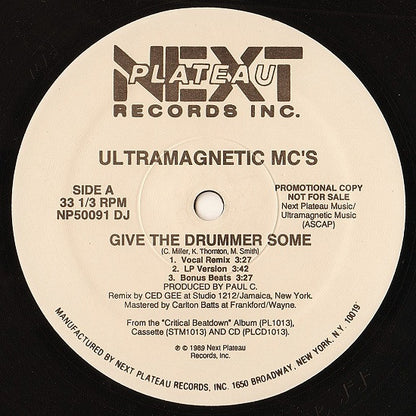 NEXT
PLATEAU
RECORDS INC.
ULTRAMAGNETIC MC'S
SIDE A
33 1/3 RPM
NP50091 DJ
PROMOTIONAL COPY
NOT FOR SALE
Next Plateau Music/
Ultramagnetic Music
(ASCAP)
GIVE THE DRUMMER SOME
(C. Miller, K. Thornton, M. Smith)
1. Vocal Remix 3:27
2. LP Version 3:42
3. Bonus Beats 3:27
PRODUCED BY PAUL C.
Remix by CED GEE at Studio 1212/Jamaica, New York.
Mastered by Carlton Batts at Frankford/Wayne.
From the "Critical Beatdown" Album (PL1013),
Cassette (STM1013) AND CD (PLCD1013).
℗ © 1989 Next Plateau
Records, Inc.
MANUFACTURED BY NEXT PLATEAU RECORDS, INC. 1650 BROADWAY, NEW YORK, N.Y. 10019